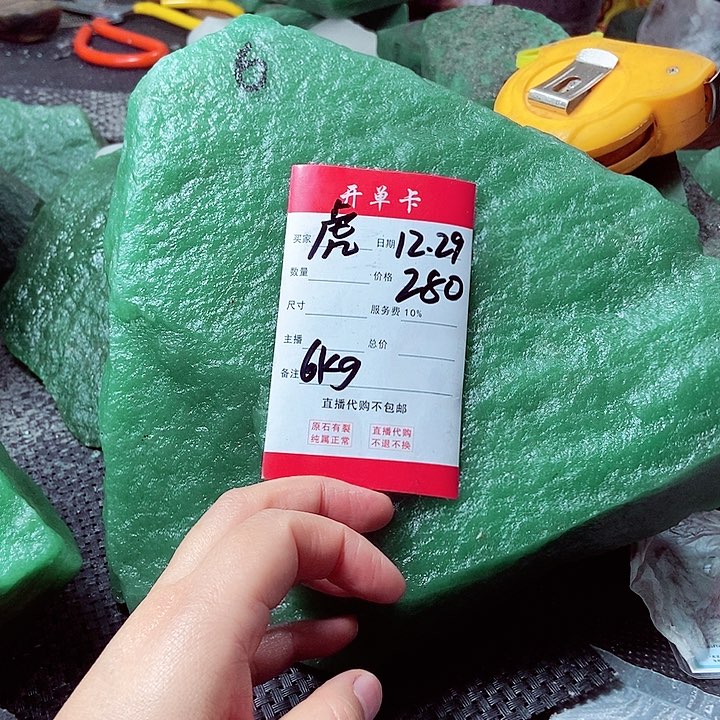 6
开单卡
买家 虎 日期 12.29
数量 价格 280
尺寸 服务费 10%
主播 总价
备注 6kg
直播代购不包邮
原石有裂 直播代购
纯属正常 不退不换